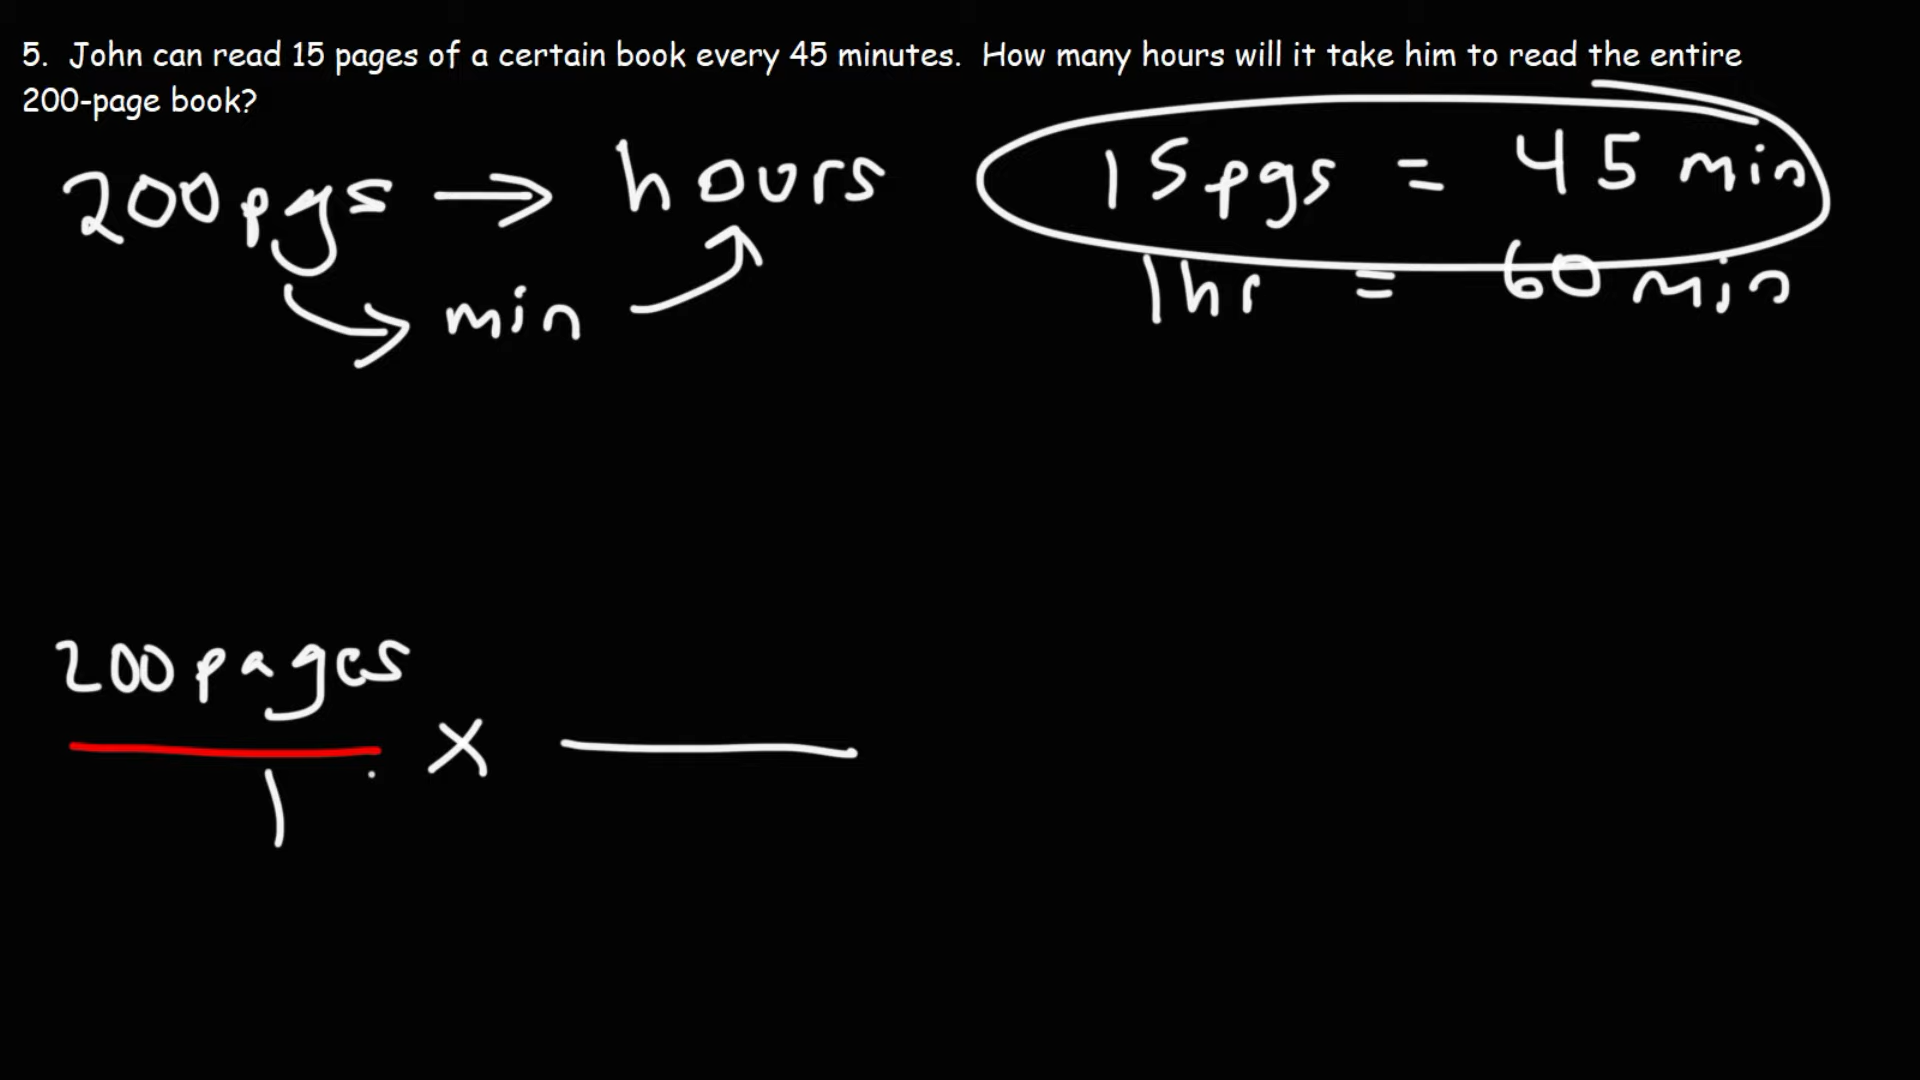 5. John can read 15 pages of a certain book every 45 minutes. How many hours will it take him to read the entire
200-page book?
200 pgs → hours
→ min
15 pgs = 45 min
1 hr = 60 min
200 pages
1
×